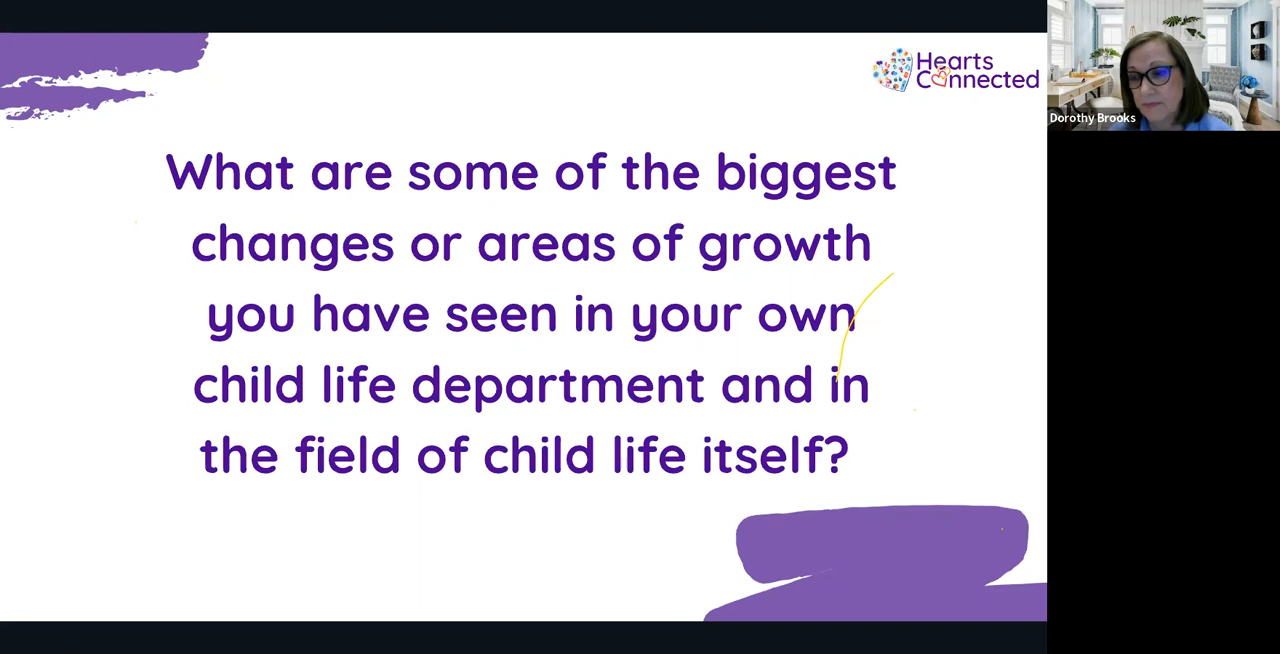 Hearts
Connected
Dorothy Brooks
What are some of the biggest
changes or areas of growth
you have seen in your own
child life department and in
the field of child life itself?